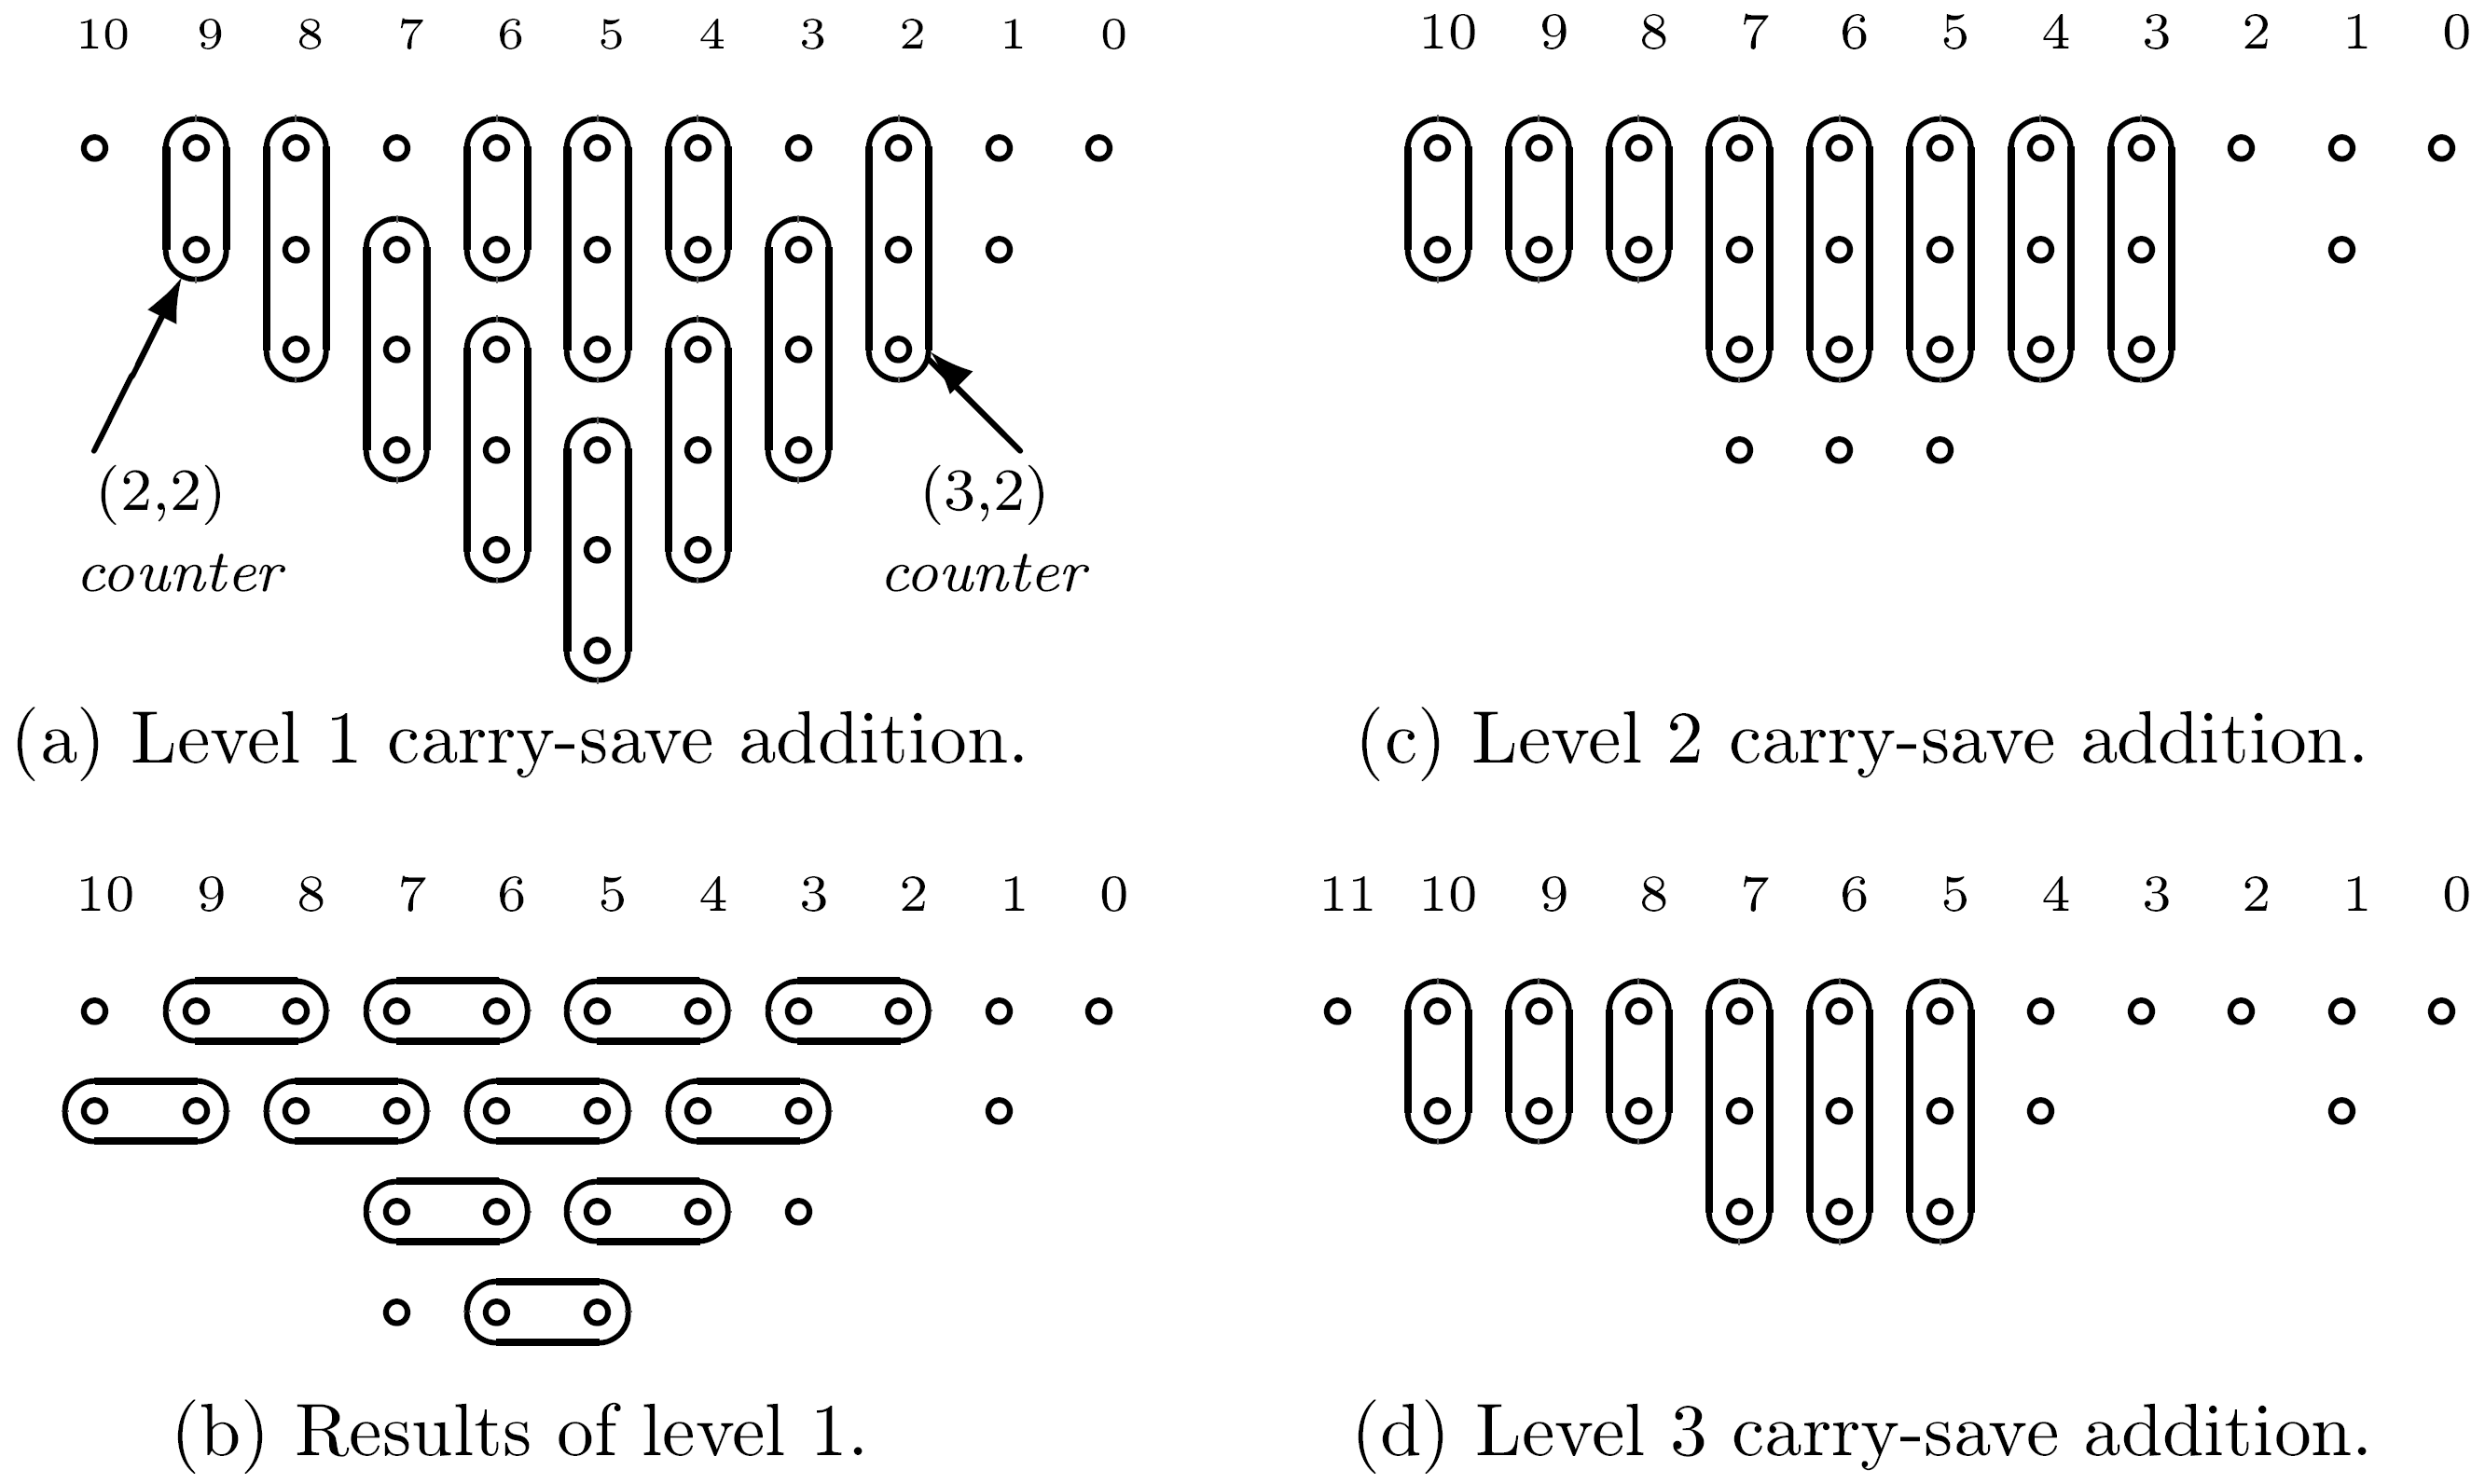 10 9 8 7 6 5 4 3 2 1 0
(2,2)
counter
(3,2)
counter
(a) Level 1 carry-save addition.
10 9 8 7 6 5 4 3 2 1 0
(c) Level 2 carry-save addition.
10 9 8 7 6 5 4 3 2 1 0
(b) Results of level 1.
11 10 9 8 7 6 5 4 3 2 1 0
(d) Level 3 carry-save addition.